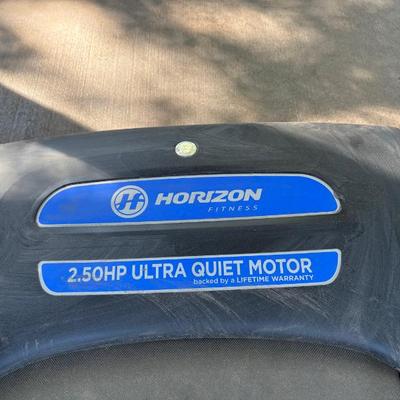 HORIZON
FITNESS
2.50HP ULTRA QUIET MOTOR
backed by a LIFETIME WARRANTY